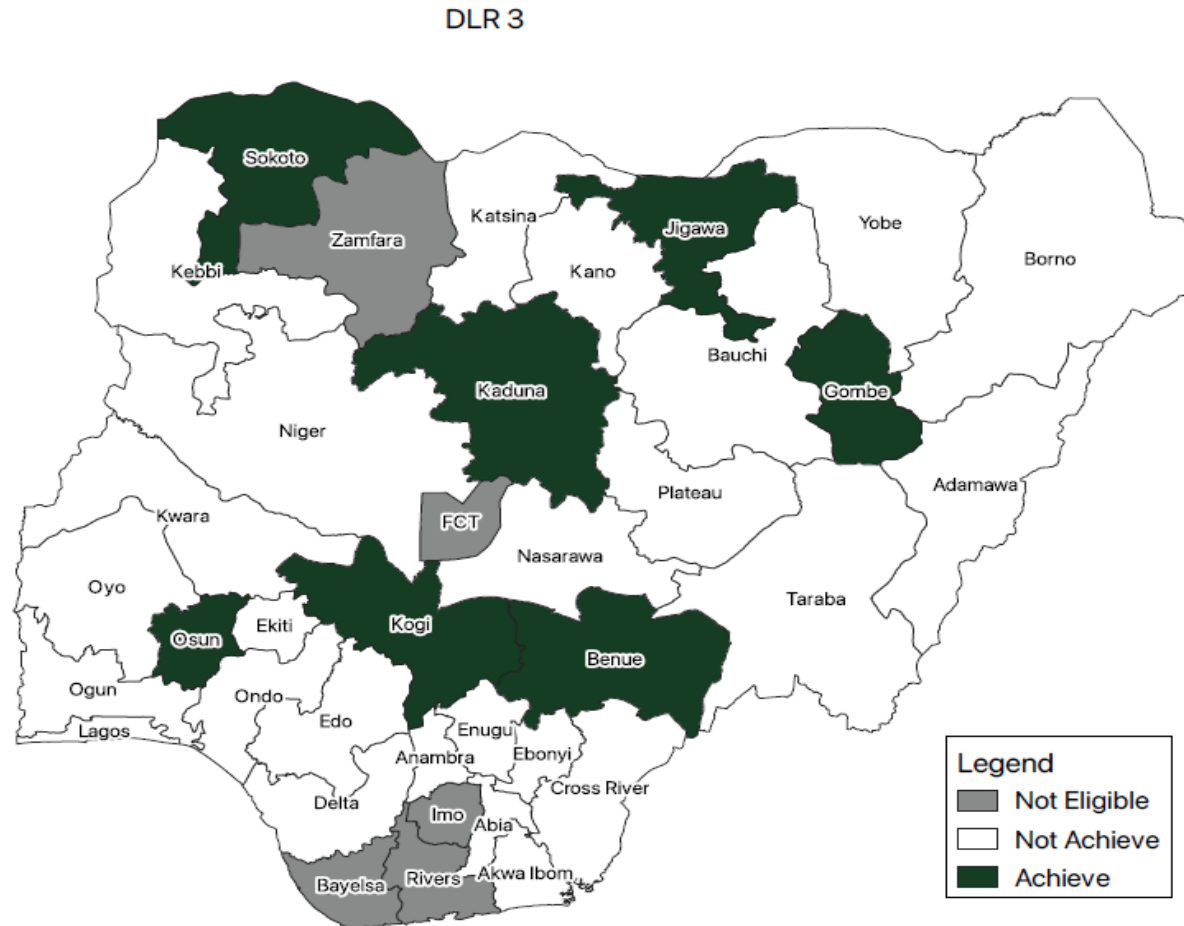 DLR 3
Sokoto
Zamfara
Katsina
Jigawa
Yobe
Kano
Borno
Kebbi
Bauchi
Kaduna
Gombe
Niger
Adamawa
Plateau
Kwara
FCT
Nasarawa
Oyo
Taraba
Osun
Ekiti
Kogi
Benue
Ogun
Ondo
Edo
Lagos
Enugu
Ebonyi
Anambra
Cross River
Delta
Imo
Abia
Bayelsa
Rivers
Akwa Ibom
Legend
Not Eligible
Not Achieve
Achieve